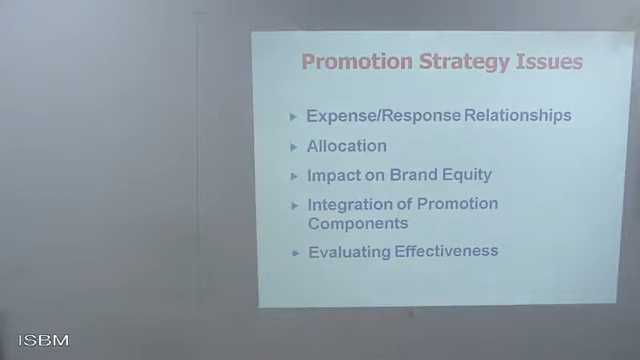 Promotion Strategy Issues
Expense/Response Relationships
Allocation
Impact on Brand Equity
Integration of Promotion
Components
Evaluating Effectiveness
ISBM